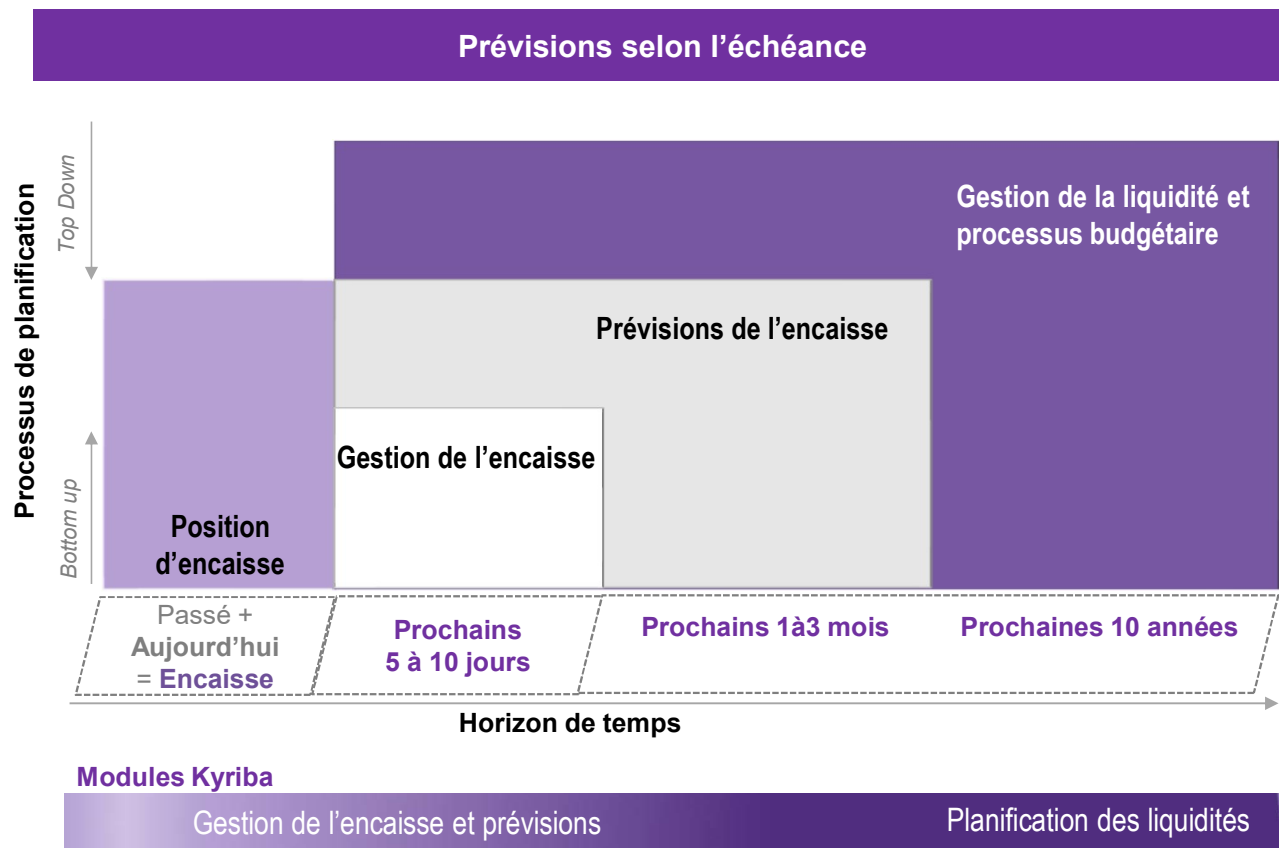 Prévisions selon l’échéance
Processus de planification
Top Down
Bottom up
Gestion de la liquidité et
processus budgétaire
Prévisions de l’encaisse
Gestion de l’encaisse
Position
d’encaisse
Passé +
Aujourd’hui
= Encaisse
Prochains
5 à 10 jours
Prochains 1à3 mois
Prochaines 10 années
Horizon de temps
Modules Kyriba
Gestion de l’encaisse et prévisions
Planification des liquidités